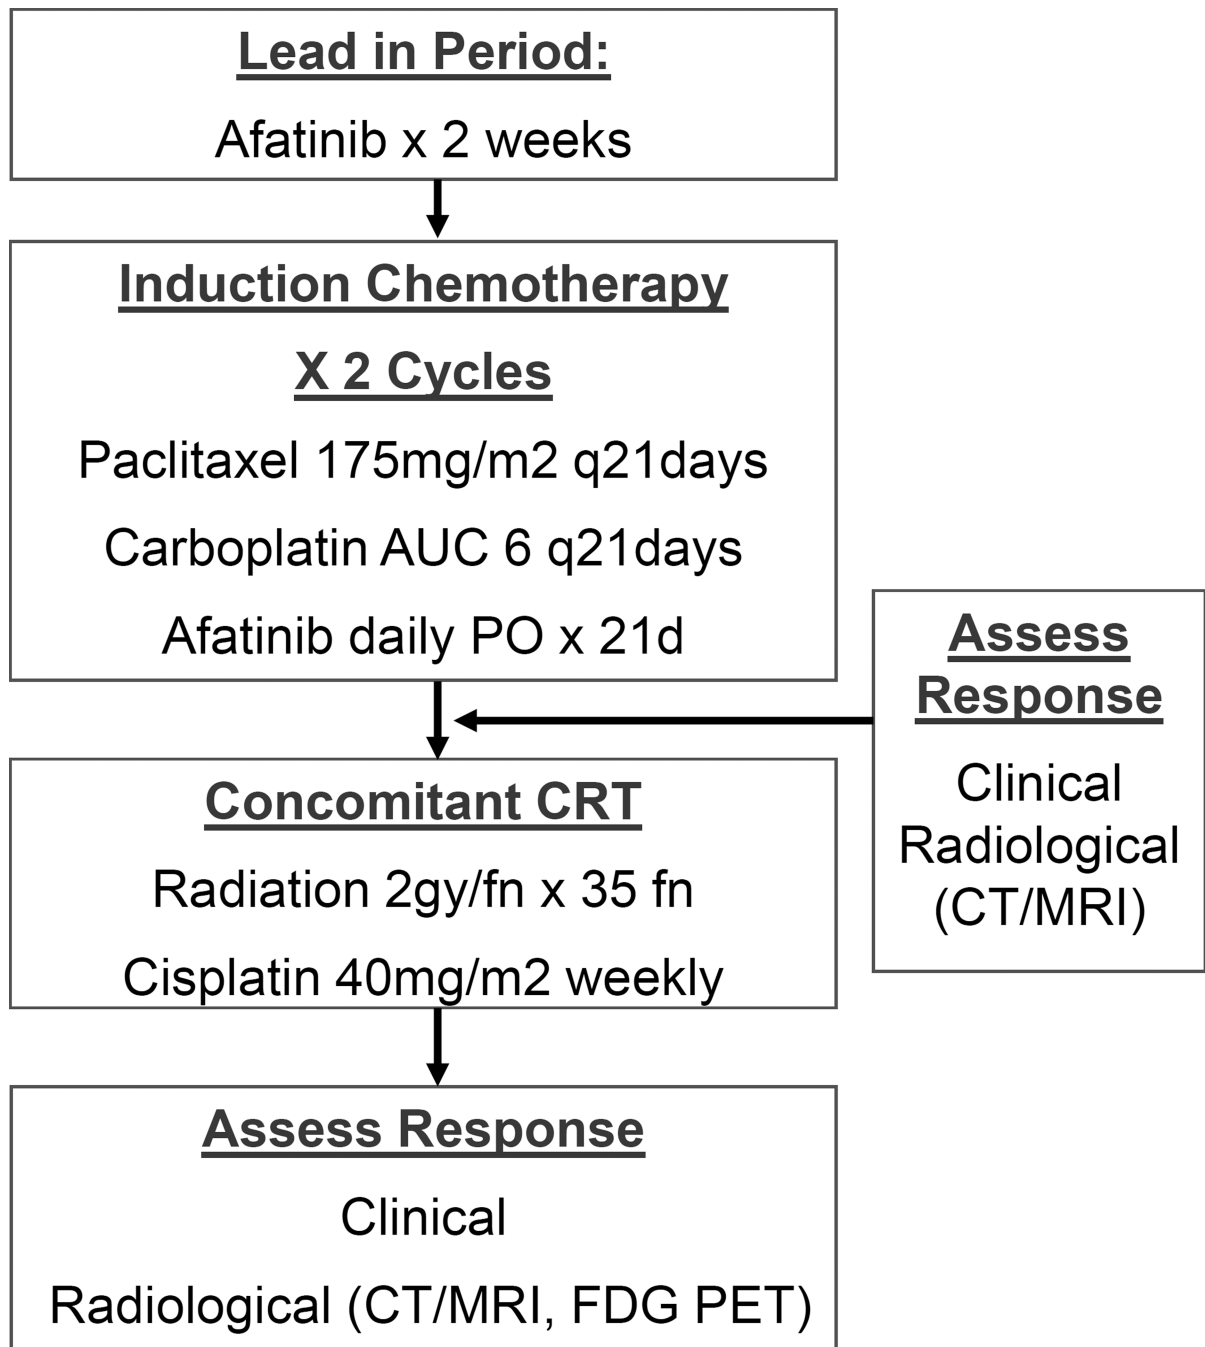 Lead in Period:
Afatinib x 2 weeks
Induction Chemotherapy
X 2 Cycles
Paclitaxel 175mg/m2 q21days
Carboplatin AUC 6 q21days
Afatinib daily PO x 21d
Assess
Response
Clinical
Radiological
(CT/MRI)
Concomitant CRT
Radiation 2gy/fn x 35 fn
Cisplatin 40mg/m2 weekly
Assess Response
Clinical
Radiological (CT/MRI, FDG PET)